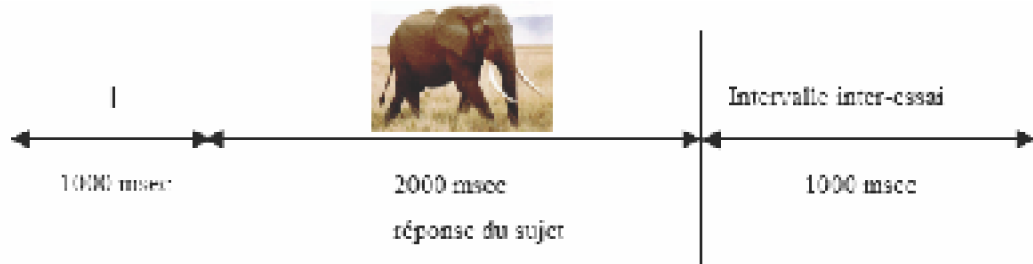 Intervalle inter-essai
1000 msec
2000 msec
1000 msec
réponse du sujet